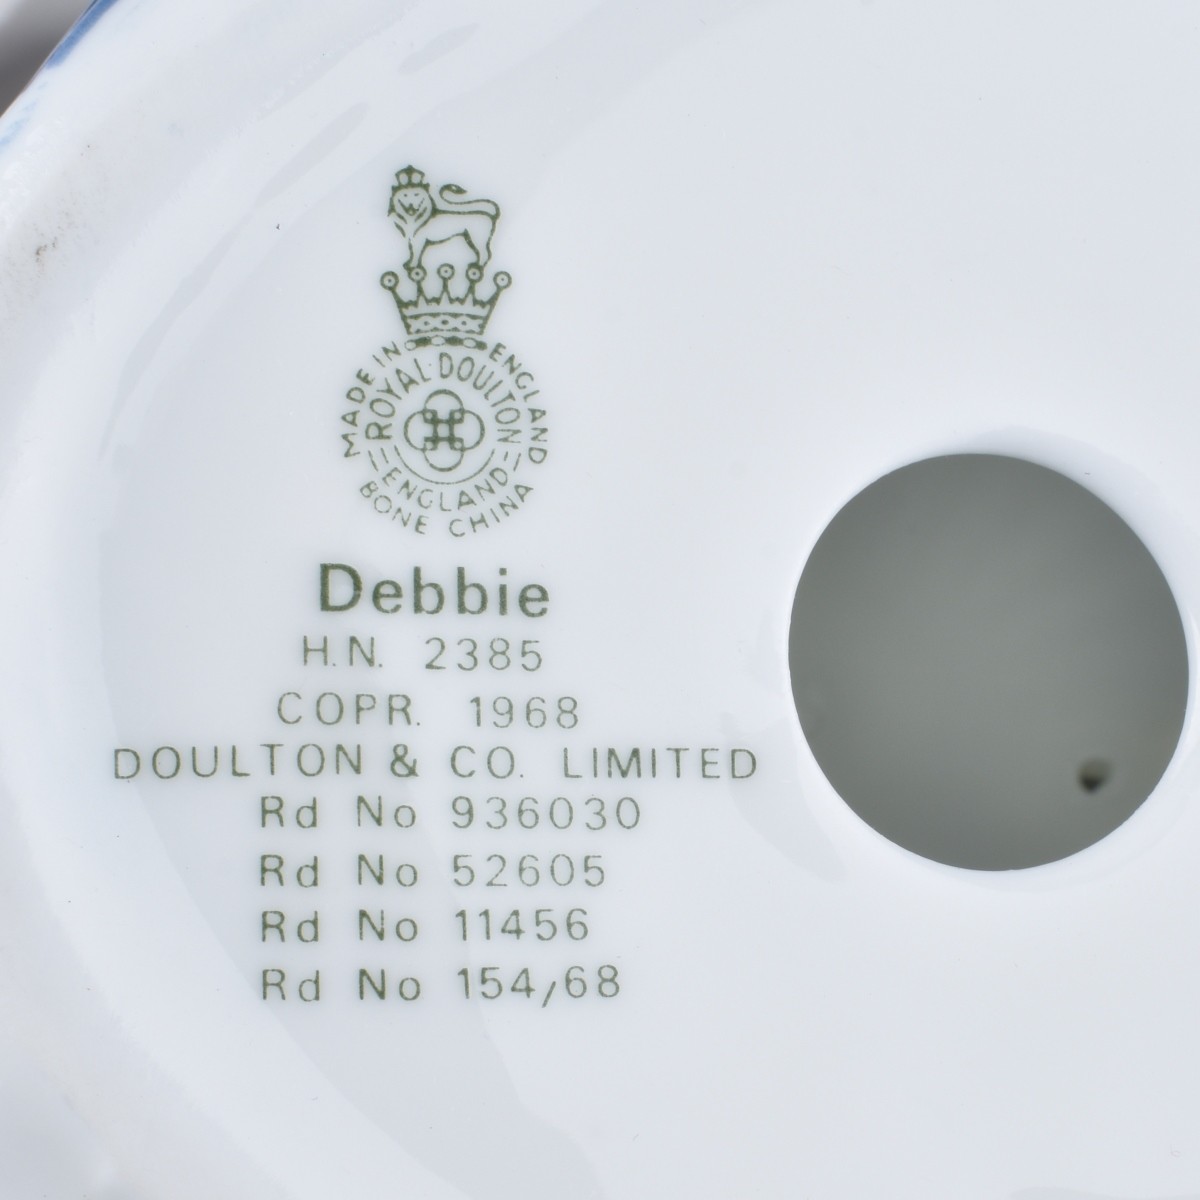 MADE IN ENGLAND
ROYAL·DOULTON
ENGLAND
BONE CHINA
Debbie
H.N. 2385
COPR. 1968
DOULTON & CO. LIMITED
Rd No 936030
Rd No 52605
Rd No 11456
Rd No 154/68